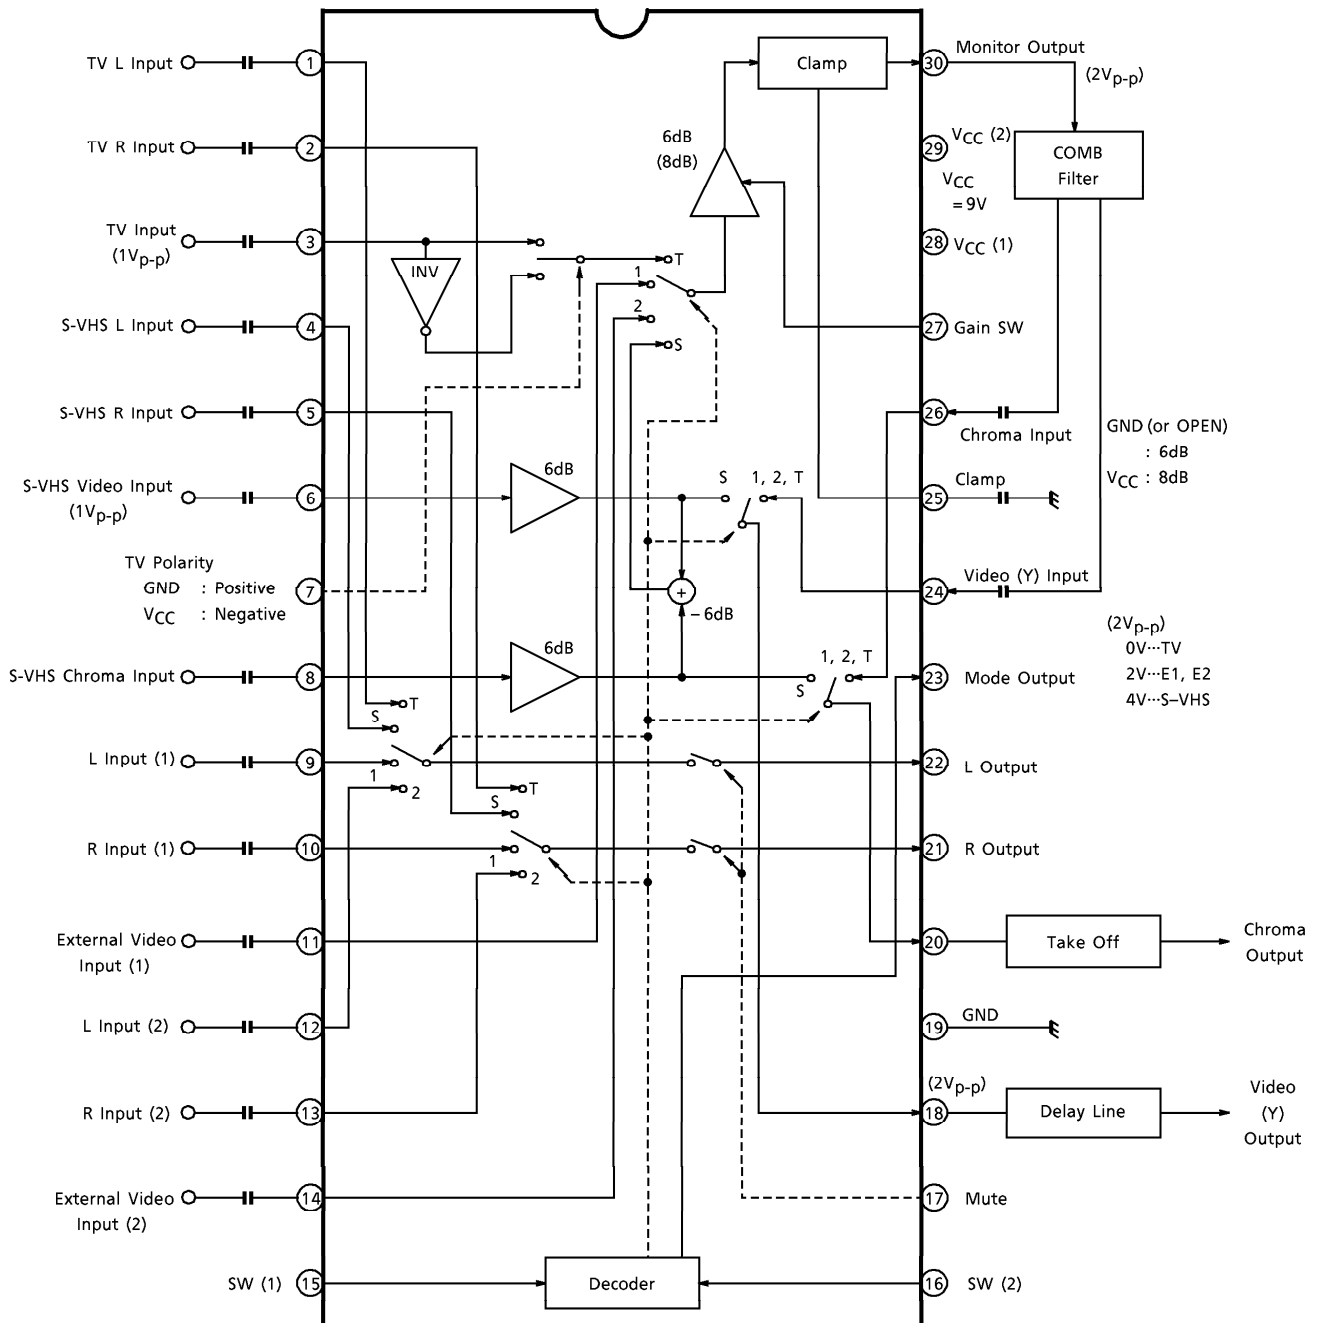 TV L Input
1
TV R Input
2
TV Input
(1Vp-p)
3
INV
S-VHS L Input
4
S-VHS R Input
5
S-VHS Video Input
(1Vp-p)
6
6dB
TV Polarity
GND : Positive
VCC : Negative
7
S-VHS Chroma Input
8
6dB
L Input (1)
9
R Input (1)
10
External Video
Input (1)
11
L Input (2)
12
R Input (2)
13
External Video
Input (2)
14
SW (1)
15
T
S
1
2
T
S
1
2
T
1
2
S
6dB
(8dB)
Clamp
S
1, 2, T
+
– 6dB
1, 2, T
S
Decoder
30
Monitor Output
(2Vp-p)
COMB
Filter
29
VCC (2)
VCC
= 9V
28
VCC (1)
27
Gain SW
26
Chroma Input
GND (or OPEN)
: 6dB
VCC : 8dB
25
Clamp
24
Video (Y) Input
(2Vp-p)
0V···TV
2V···E1, E2
4V···S–VHS
23
Mode Output
22
L Output
21
R Output
20
Take Off
Chroma
Output
19
GND
(2Vp-p)
18
Delay Line
Video
(Y)
Output
17
Mute
16
SW (2)